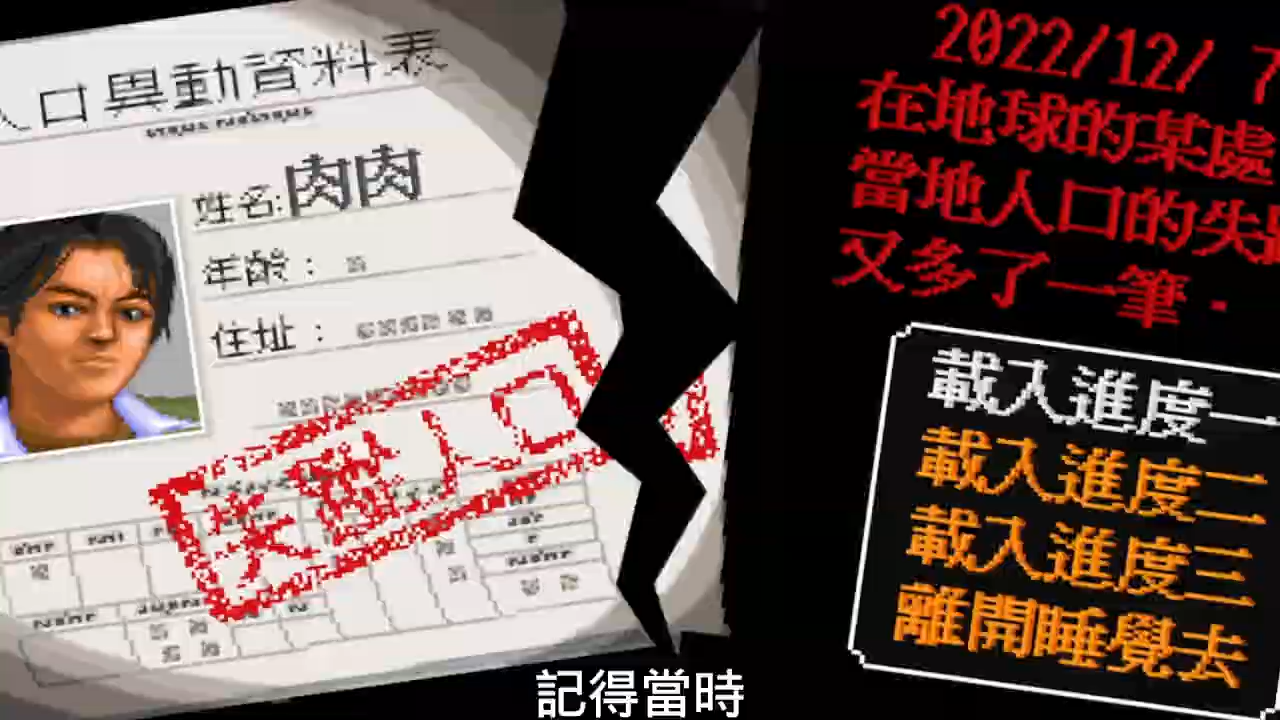 人口異動資料表
姓名:肉肉
年齡：
住址：
失蹤人口
2022/12/ 7
在地球的某處
當地人口的失
又多了一筆．
載入進度一
載入進度二
載入進度三
離開睡覺去
記得當時